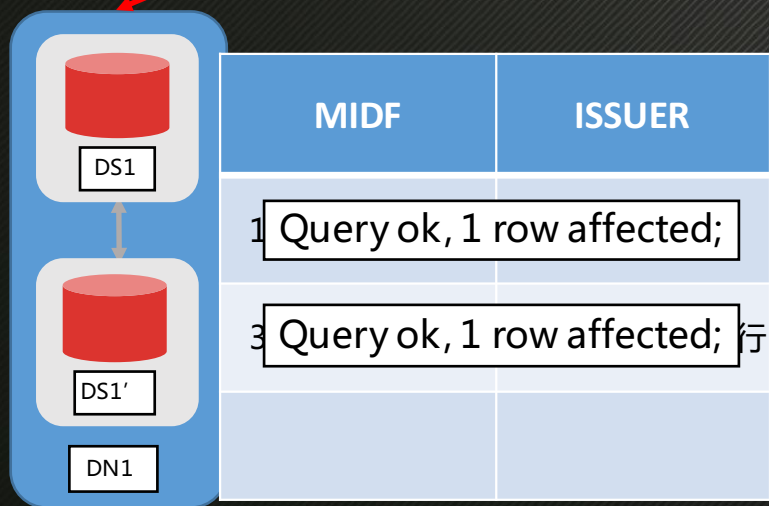 DS1
DS1’
DN1
MIDF ISSUER
1 Query ok, 1 row affected;
3 Query ok, 1 row affected; 行